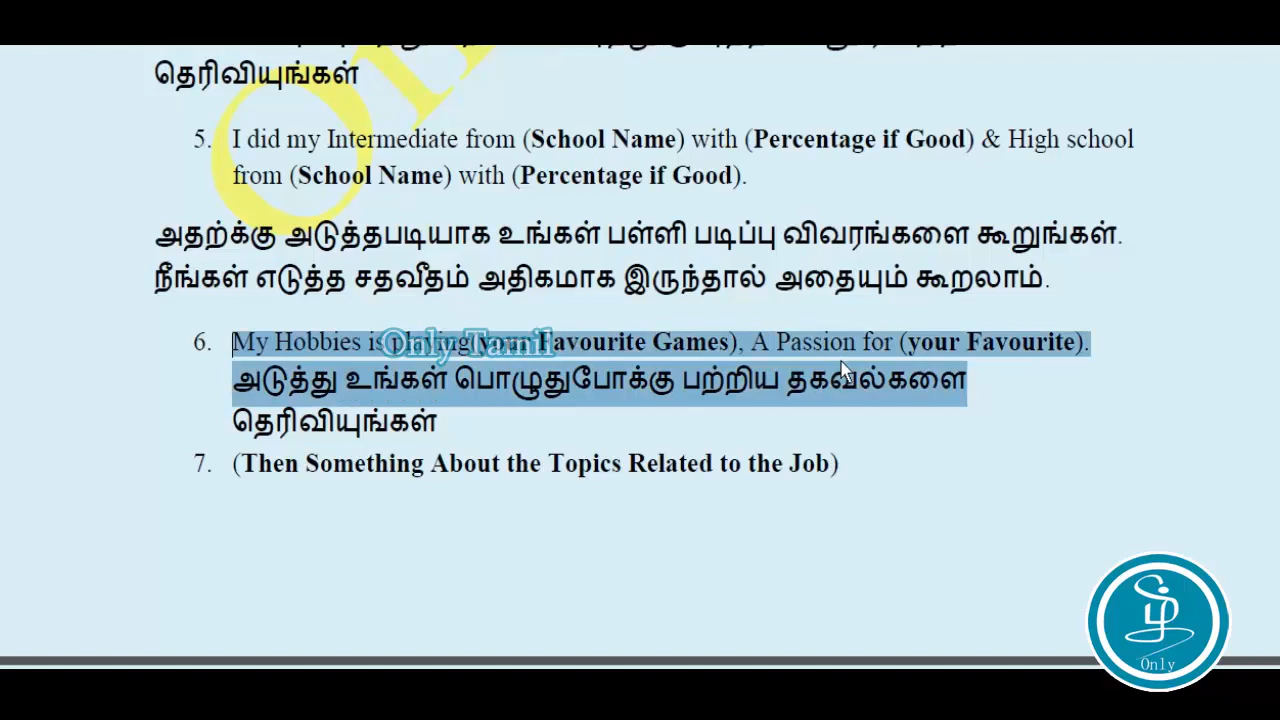 தெரிவியுங்கள்
5. I did my Intermediate from (School Name) with (Percentage if Good) & High school
from (School Name) with (Percentage if Good).
அதற்க்கு அடுத்தபடியாக உங்கள் பள்ளி படிப்பு விவரங்களை கூறுங்கள்.
நீங்கள் எடுத்த சதவீதம் அதிகமாக இருந்தால் அதையும் கூறலாம்.
6. My Hobbies is playing(your Favourite Games), A Passion for (your Favourite).
Only Tamil
அடுத்து உங்கள் பொழுதுபோக்கு பற்றிய தகவல்களை
தெரிவியுங்கள்
7. (Then Something About the Topics Related to the Job)
ழி
Only